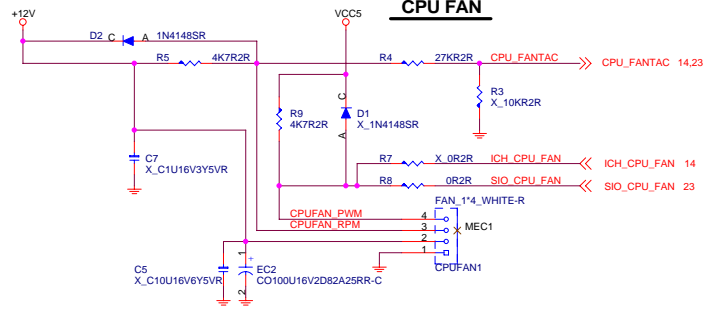 CPU FAN
+12V
VCC5
D2 C A 1N4148SR
R5 4K7R2R
R4 27KR2R CPU_FANTAC CPU_FANTAC 14,23
R3
X_10KR2R
R9
4K7R2R
C
D1
X_1N4148SR
A
C7
X_C1U16V3Y5VR
R7 X_0R2R ICH_CPU_FAN ICH_CPU_FAN 14
R8 0R2R SIO_CPU_FAN SIO_CPU_FAN 23
FAN_1*4_WHITE-R
CPUFAN_PWM 4
CPUFAN_RPM 3 MEC1
2
1
CPUFAN1
C5
X_C10U16V6Y5VR
1
+
EC2
CO100U16V2D82A25RR-C
2